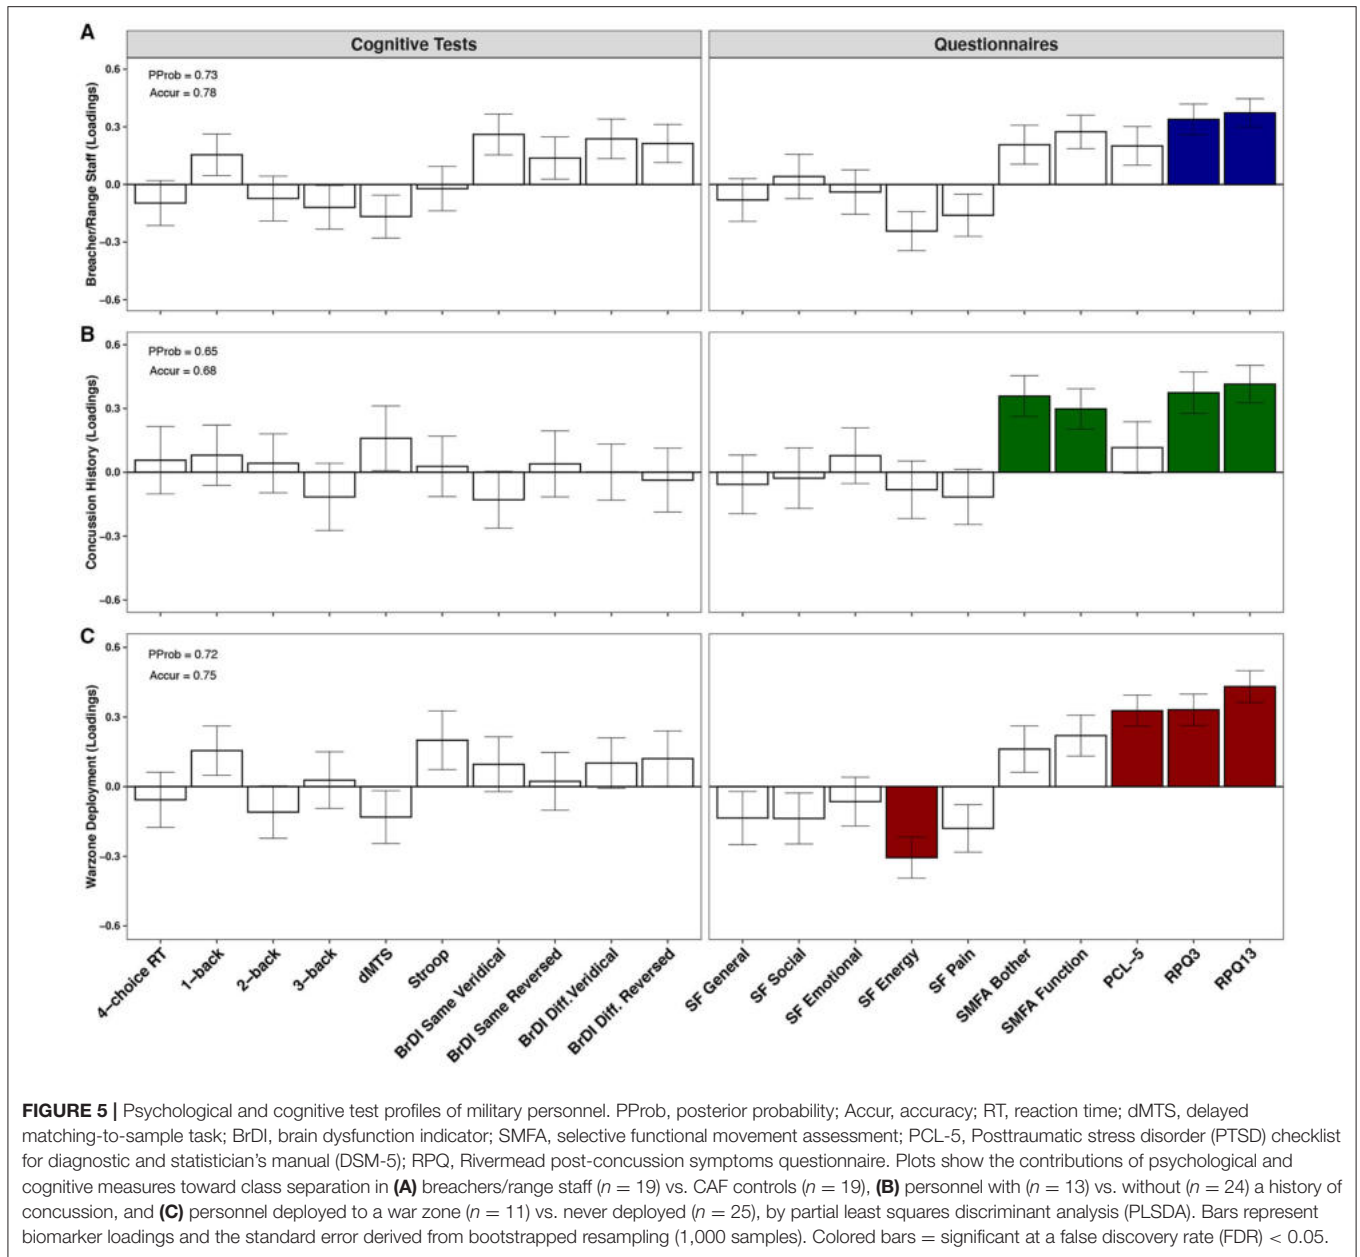 A
Cognitive Tests
Questionnaires
PProb = 0.73
Accur = 0.78
Breacher/Range Staff (Loadings)
0.6
0.3
0.0
−0.3
−0.6
B
PProb = 0.65
Accur = 0.68
Concussion History (Loadings)
0.6
0.3
0.0
−0.3
−0.6
C
PProb = 0.72
Accur = 0.75
Warzone Deployment (Loadings)
0.6
0.3
0.0
−0.3
−0.6
4−choice RT
1−back
2−back
3−back
dMTS
Stroop
BrDI Same Veridical
BrDI Same Reversed
BrDI Diff.Veridical
BrDI Diff. Reversed
SF General
SF Social
SF Emotional
SF Energy
SF Pain
SMFA Bother
SMFA Function
PCL−5
RPQ3
RPQ13
FIGURE 5 | Psychological and cognitive test profiles of military personnel. PProb, posterior probability; Accur, accuracy; RT, reaction time; dMTS, delayed
matching-to-sample task; BrDI, brain dysfunction indicator; SMFA, selective functional movement assessment; PCL-5, Posttraumatic stress disorder (PTSD) checklist
for diagnostic and statistician's manual (DSM-5); RPQ, Rivermead post-concussion symptoms questionnaire. Plots show the contributions of psychological and
cognitive measures toward class separation in (A) breachers/range staff (n = 19) vs. CAF controls (n = 19), (B) personnel with (n = 13) vs. without (n = 24) a history of
concussion, and (C) personnel deployed to a war zone (n = 11) vs. never deployed (n = 25), by partial least squares discriminant analysis (PLSDA). Bars represent
biomarker loadings and the standard error derived from bootstrapped resampling (1,000 samples). Colored bars = significant at a false discovery rate (FDR) < 0.05.